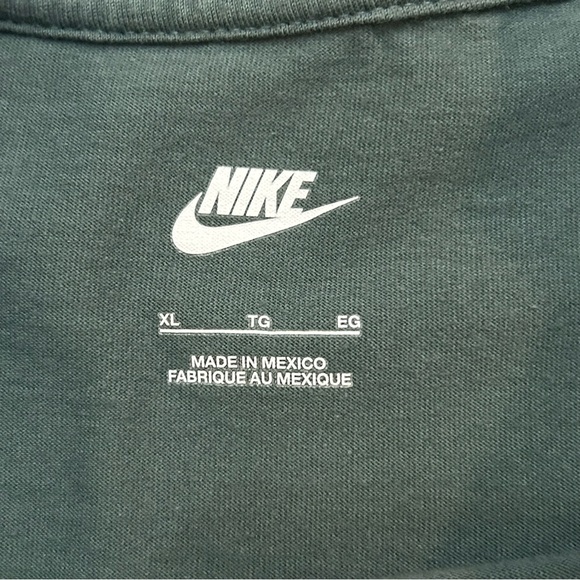 NIKE
XL TG EG
MADE IN MEXICO
FABRIQUE AU MEXIQUE